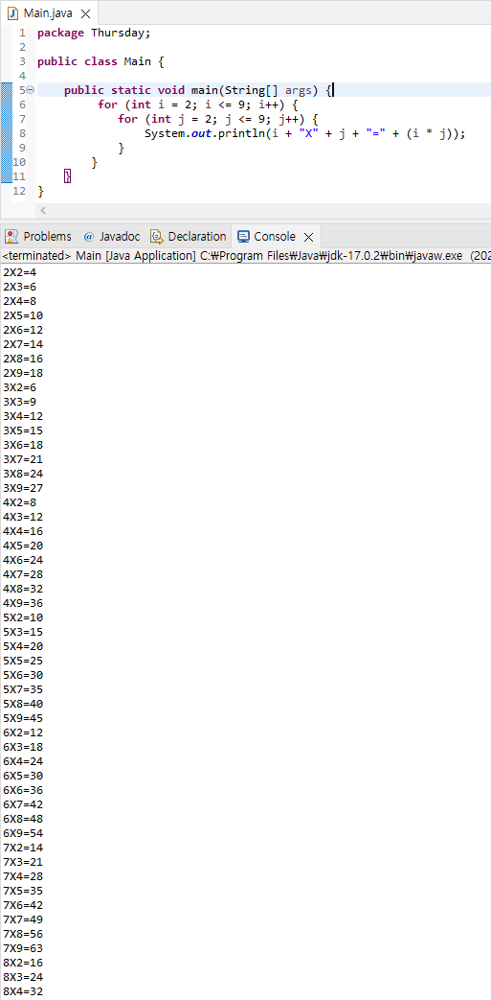 Main.java
1 package Thursday;
2
3 public class Main {
4
5 public static void main(String[] args) {
6 for (int i = 2; i <= 9; i++) {
7 for (int j = 2; j <= 9; j++) {
8 System.out.println(i + "X" + j + "=" + (i * j));
9 }
10 }
11 }
12 }
Problems @ Javadoc Declaration Console
<terminated> Main [Java Application] C:₩Program Files₩Java₩jdk-17.0.2₩bin₩javaw.exe (202
2X2=4
2X3=6
2X4=8
2X5=10
2X6=12
2X7=14
2X8=16
2X9=18
3X2=6
3X3=9
3X4=12
3X5=15
3X6=18
3X7=21
3X8=24
3X9=27
4X2=8
4X3=12
4X4=16
4X5=20
4X6=24
4X7=28
4X8=32
4X9=36
5X2=10
5X3=15
5X4=20
5X5=25
5X6=30
5X7=35
5X8=40
5X9=45
6X2=12
6X3=18
6X4=24
6X5=30
6X6=36
6X7=42
6X8=48
6X9=54
7X2=14
7X3=21
7X4=28
7X5=35
7X6=42
7X7=49
7X8=56
7X9=63
8X2=16
8X3=24
8X4=32